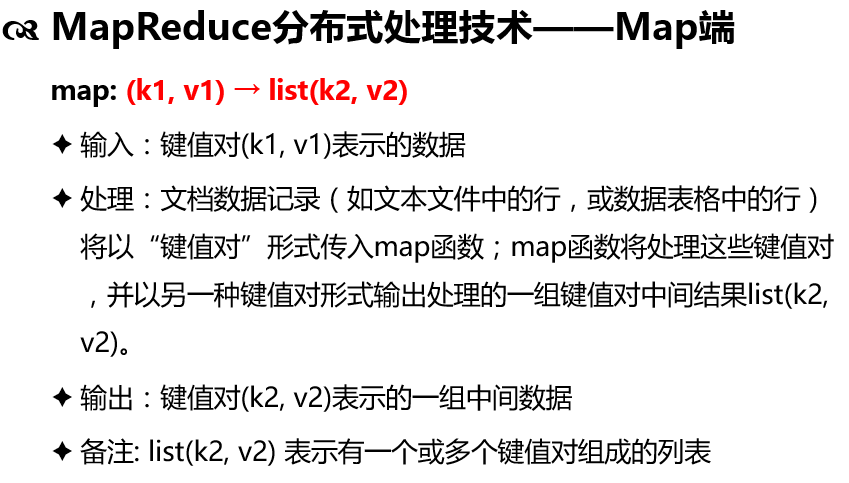 MapReduce分布式处理技术——Map端
map: (k1, v1) → list(k2, v2)
✦ 输入：键值对(k1, v1)表示的数据
✦ 处理：文档数据记录（如文本文件中的行，或数据表格中的行）
将以“键值对”形式传入map函数；map函数将处理这些键值对
，并以另一种键值对形式输出处理的一组键值对中间结果list(k2,
v2)。
✦ 输出：键值对(k2, v2)表示的一组中间数据
✦ 备注: list(k2, v2) 表示有一个或多个键值对组成的列表